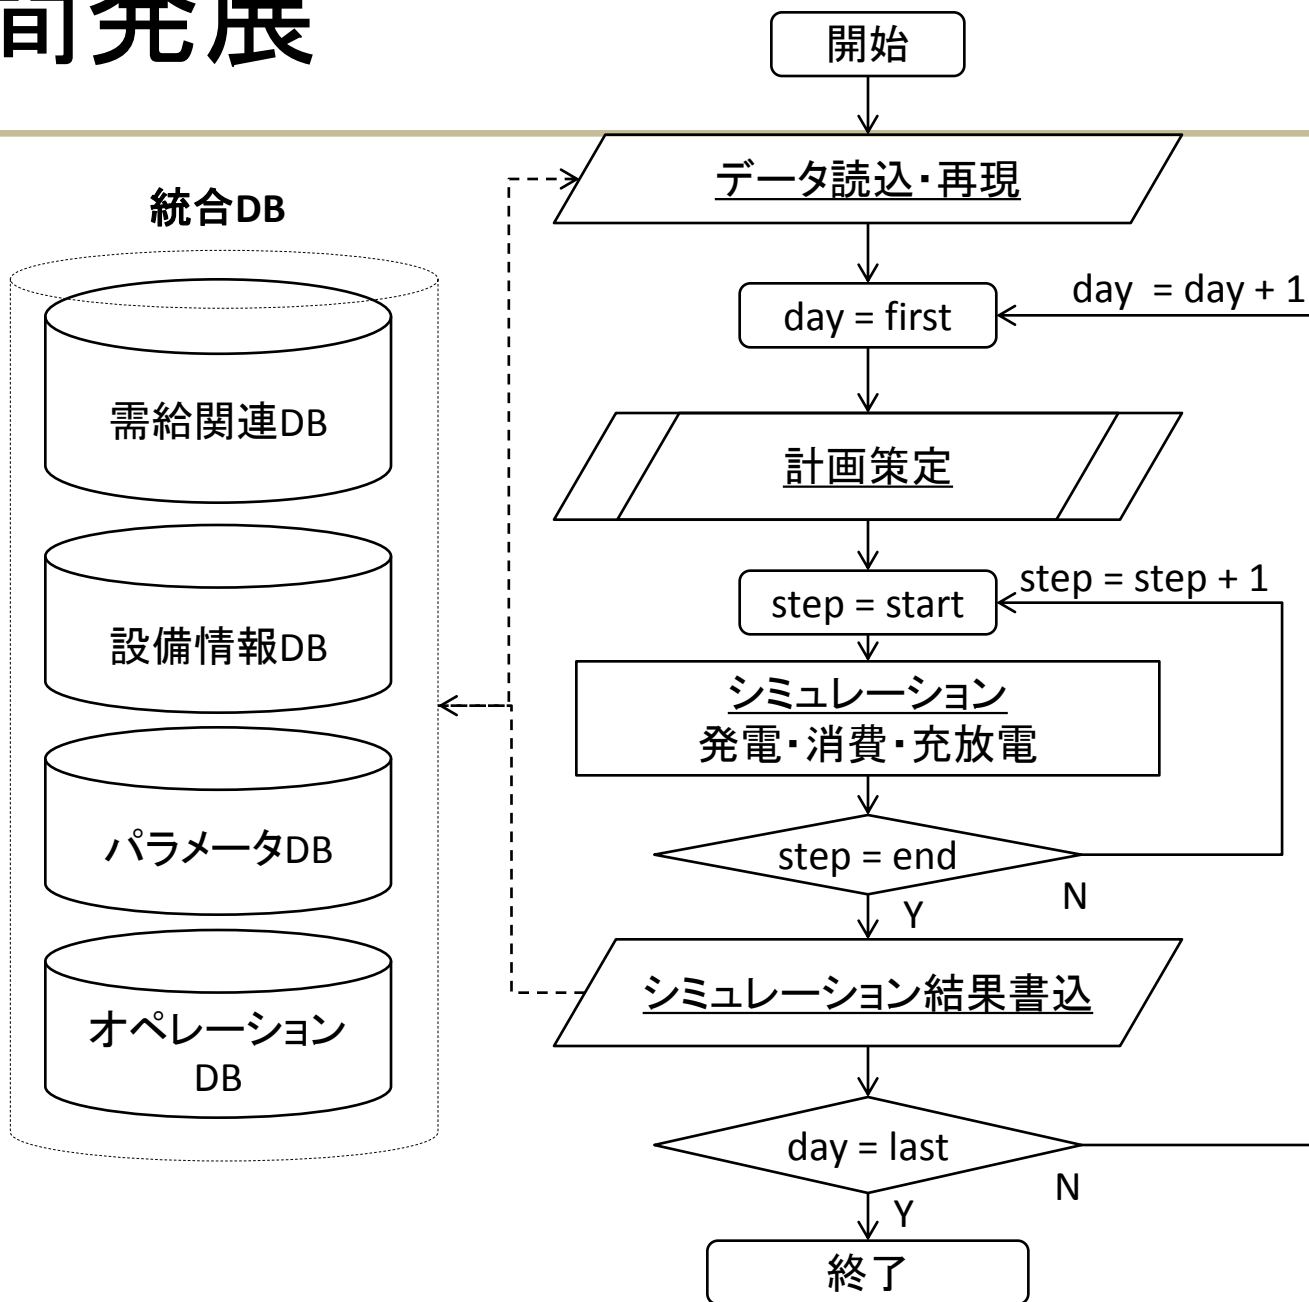 間発展
開始
データ読込・再現
統合DB
day = day + 1
day = first
需給関連DB
計画策定
step = step + 1
step = start
設備情報DB
シミュレーション
発電・消費・充放電
パラメータDB
step = end
N
Y
シミュレーション結果書込
オペレーション
DB
day = last
N
Y
終了